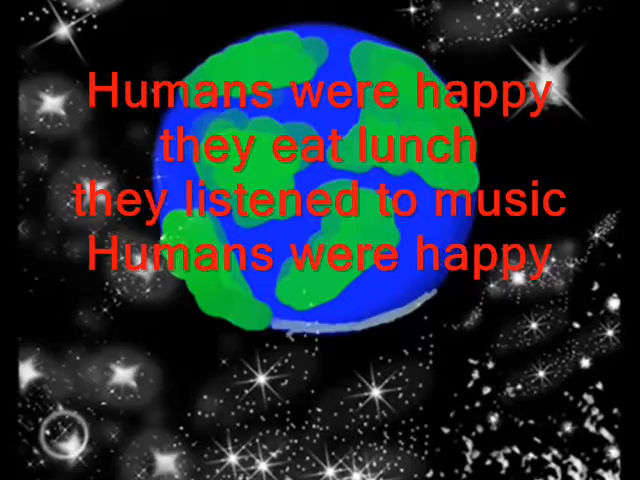 Humans were happy
they eat lunch
they listened to music
Humans were happy